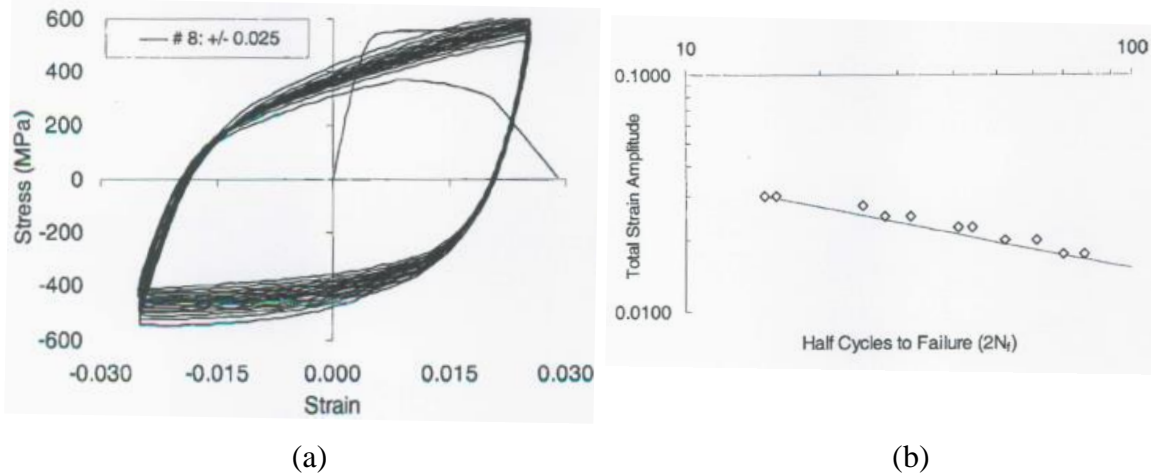 # 8: +/- 0.025
600
400
200
0
-200
-400
-600
Stress (MPa)
-0.030 -0.015 0.000 0.015 0.030
Strain
(a)
10 100
0.1000
0.0100
Total Strain Amplitude
Half Cycles to Failure (2Nf)
(b)